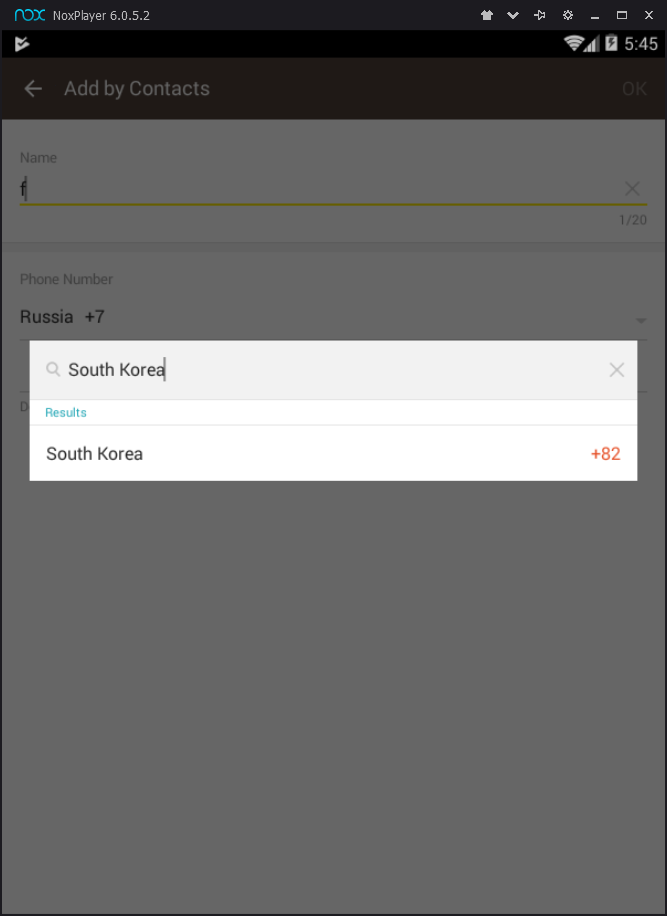 nox NoxPlayer 6.0.5.2
5:45
Add by Contacts OK
Name
f
1/20
Phone Number
Russia +7
South Korea
D
Results
South Korea +82